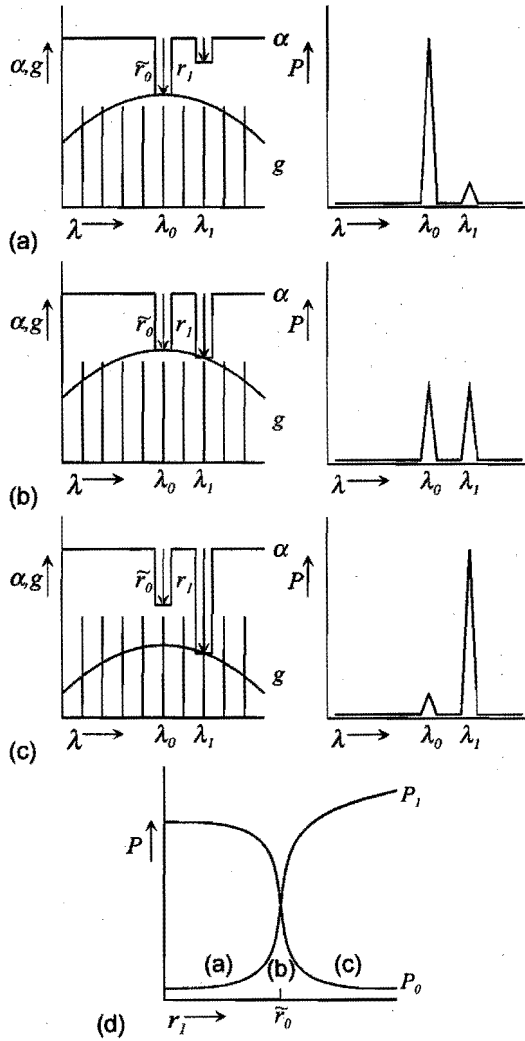 α
α,g
r̃₀ r₁
g
λ → λ₀ λ₁
P
λ → λ₀ λ₁
(a)
α
α,g
r̃₀ r₁
g
λ → λ₀ λ₁
P
λ → λ₀ λ₁
(b)
α
α,g
r̃₀ r₁
g
λ → λ₀ λ₁
P
λ → λ₀ λ₁
(c)
P₁
P
(a) (b) (c)
P₀
r₁ → r̃₀
(d)